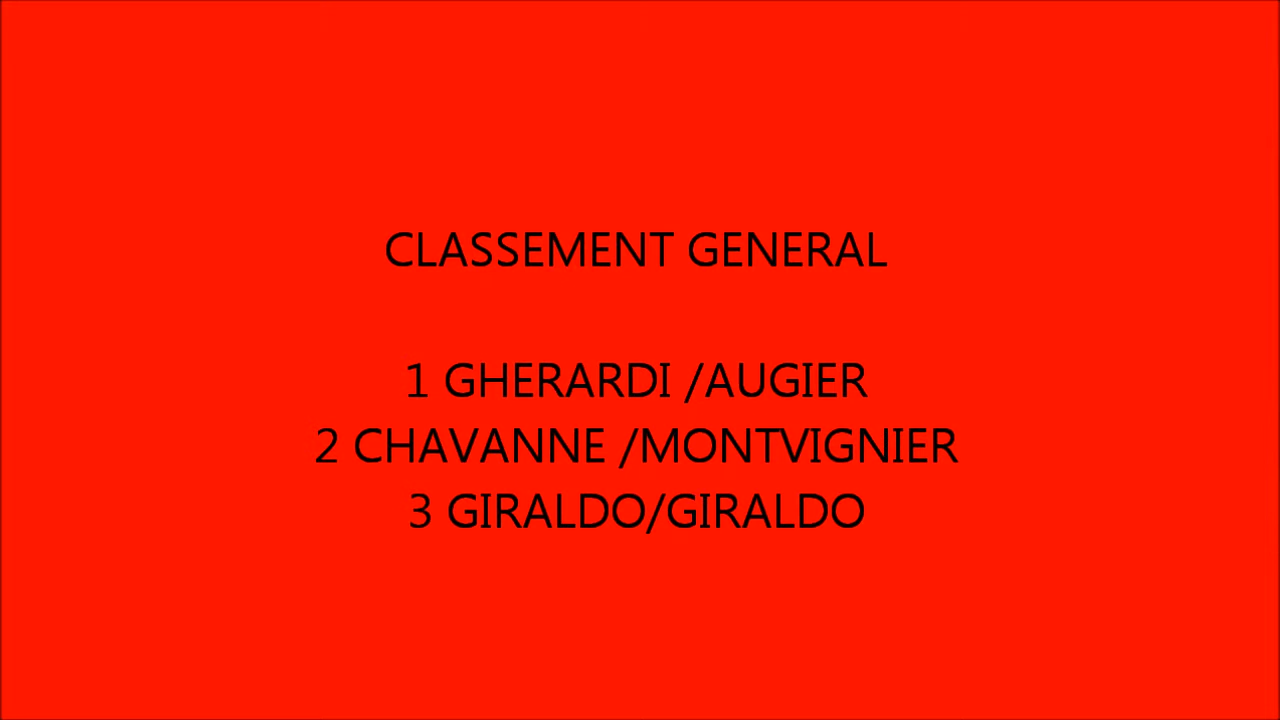 CLASSEMENT GENERAL
1 GHERARDI /AUGIER
2 CHAVANNE /MONTVIGNIER
3 GIRALDO/GIRALDO